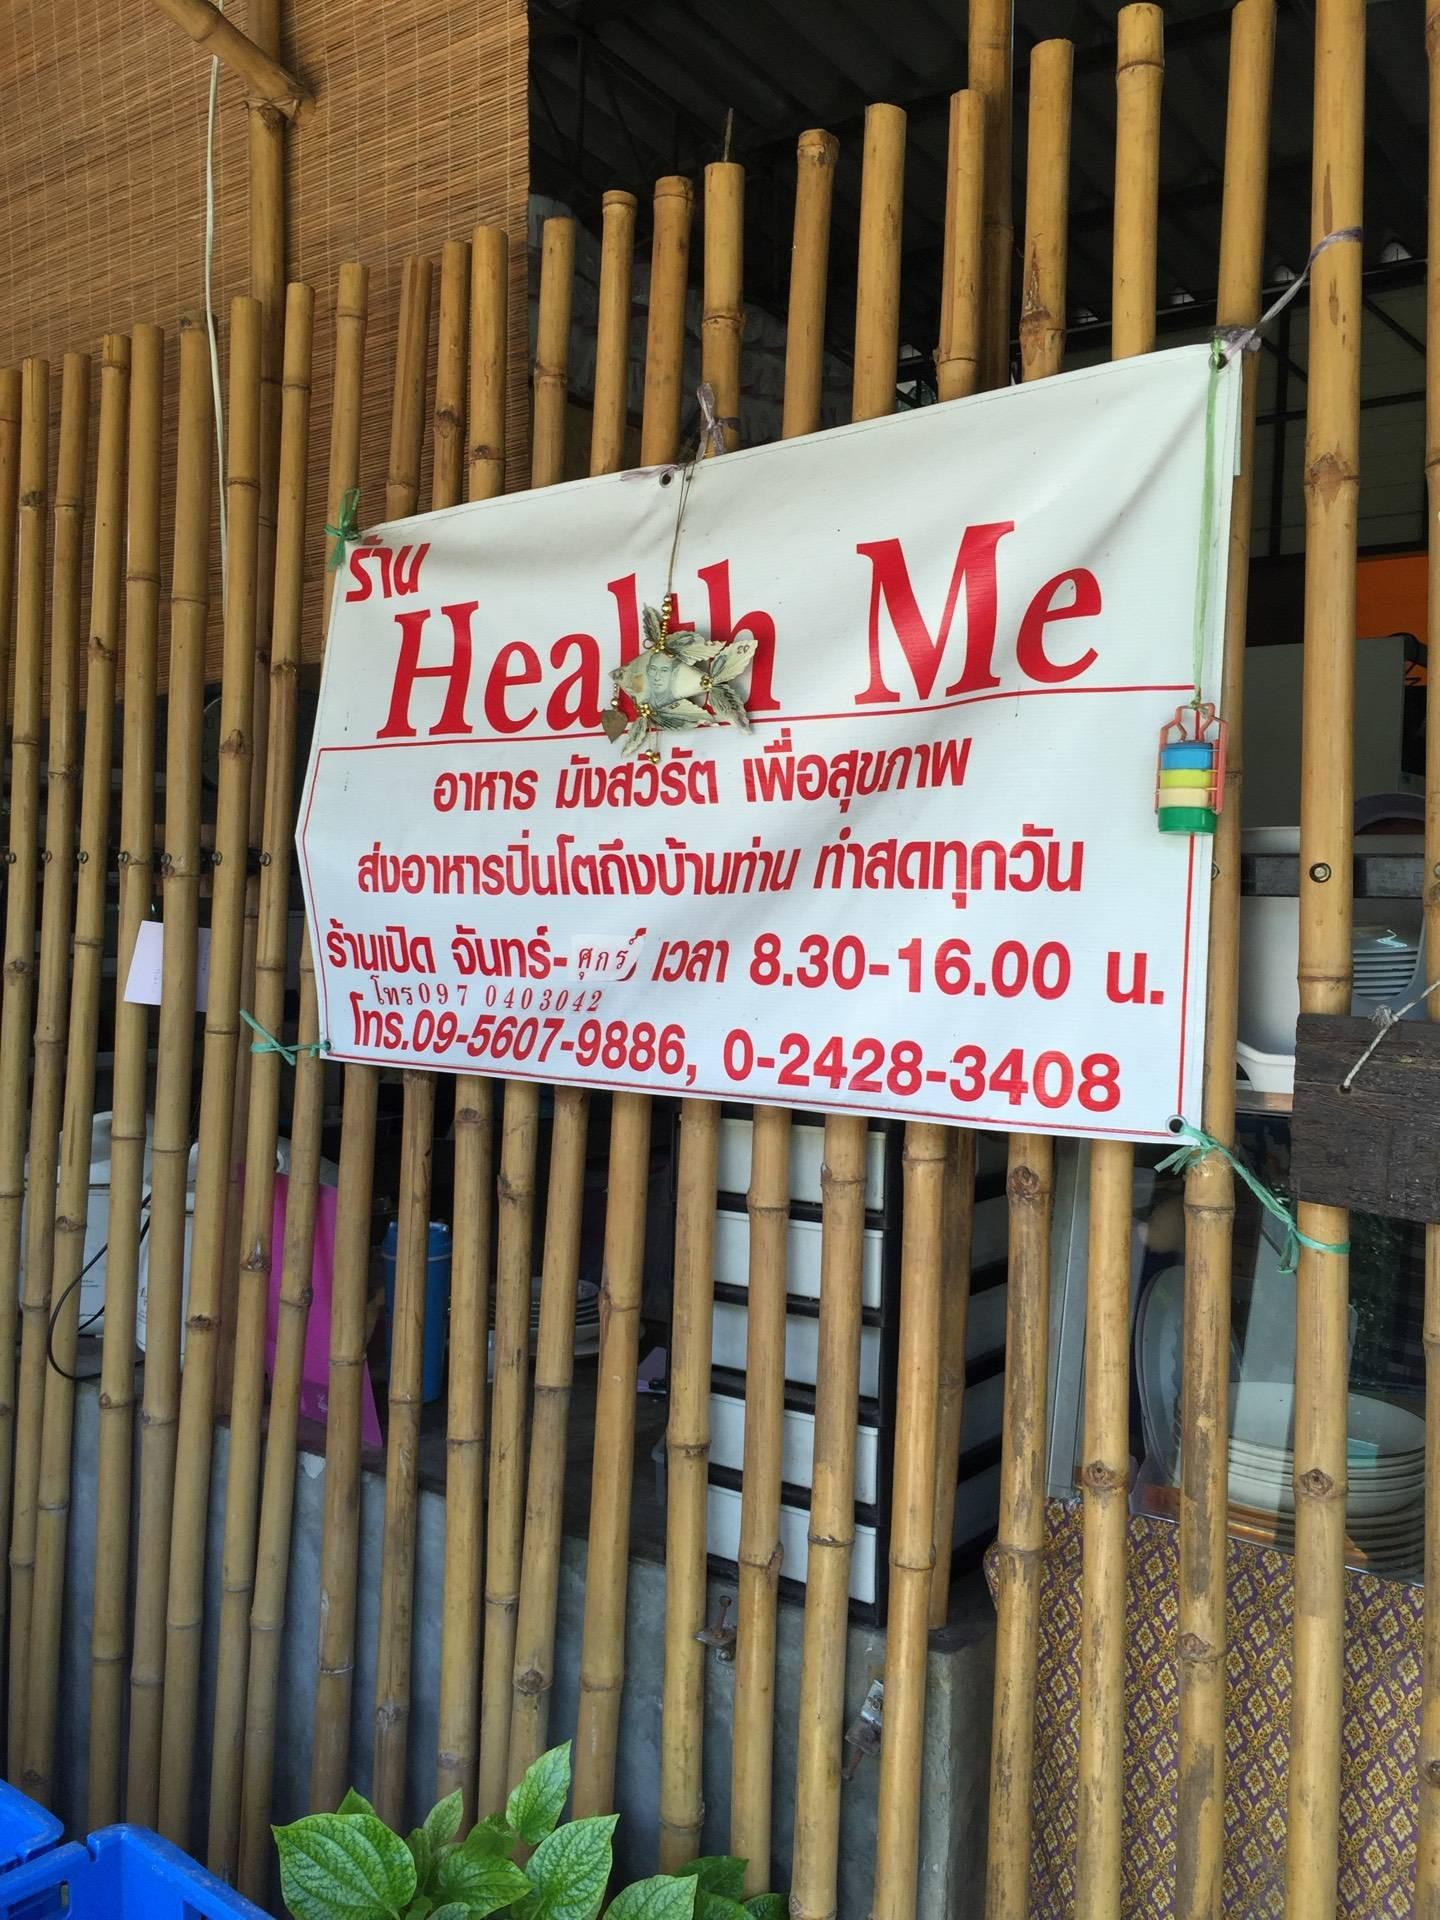 ร้าน
Health Me
อาหาร มังสวิรัต เพื่อสุขภาพ
ส่งอาหารปิ่นโตถึงบ้านท่าน ทำสดทุกวัน
ร้านเปิด จันทร์-ศุกร์ เวลา 8.30-16.00 น.
โทร097 0403042
โทร.09-5607-9886, 0-2428-3408
20